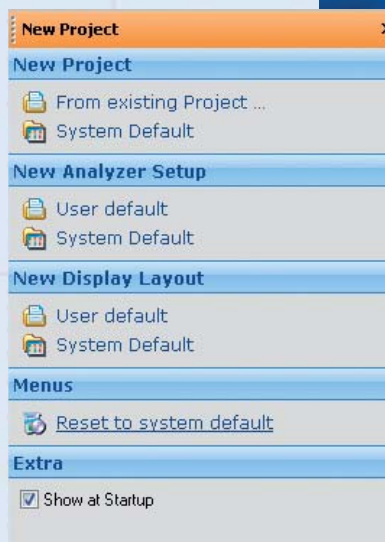 New Project
New Project
From existing Project ...
System Default
New Analyzer Setup
User default
System Default
New Display Layout
User default
System Default
Menus
Reset to system default
Extra
Show at Startup